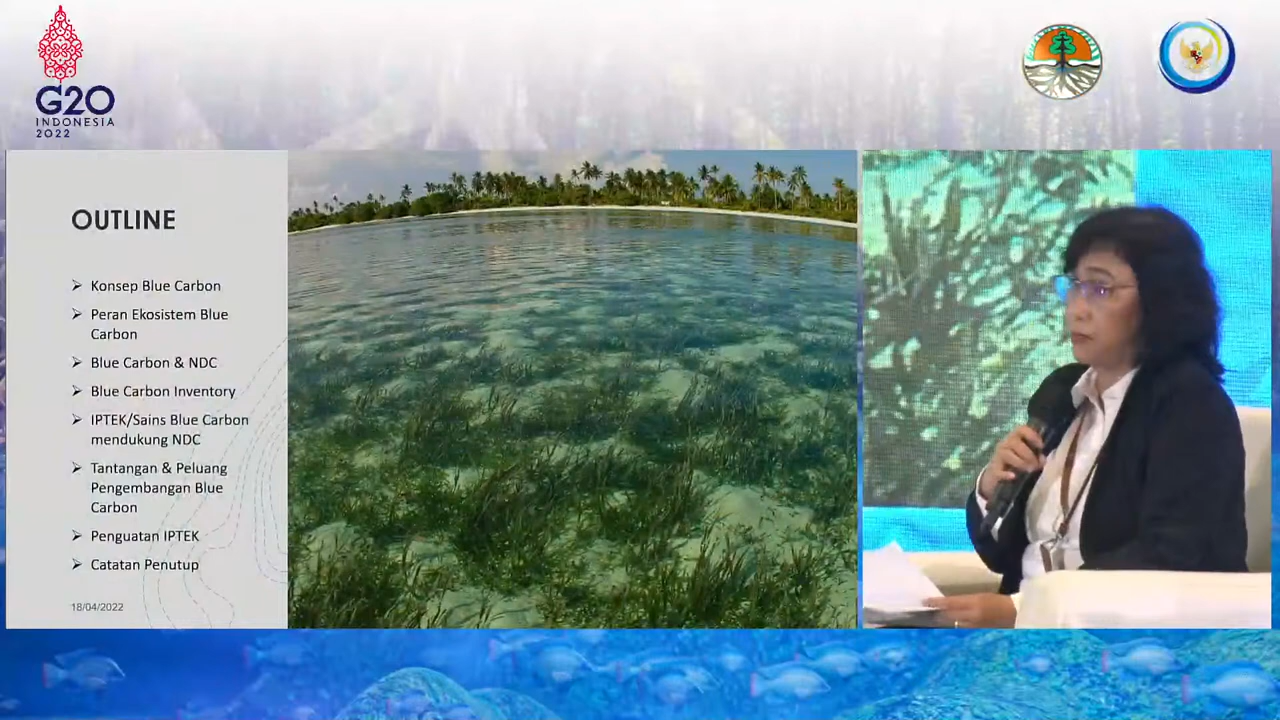 G20
INDONESIA
2022
OUTLINE
➢ Konsep Blue Carbon
➢ Peran Ekosistem Blue
Carbon
➢ Blue Carbon & NDC
➢ Blue Carbon Inventory
➢ IPTEK/Sains Blue Carbon
mendukung NDC
➢ Tantangan & Peluang
Pengembangan Blue
Carbon
➢ Penguatan IPTEK
➢ Catatan Penutup
18/04/2022